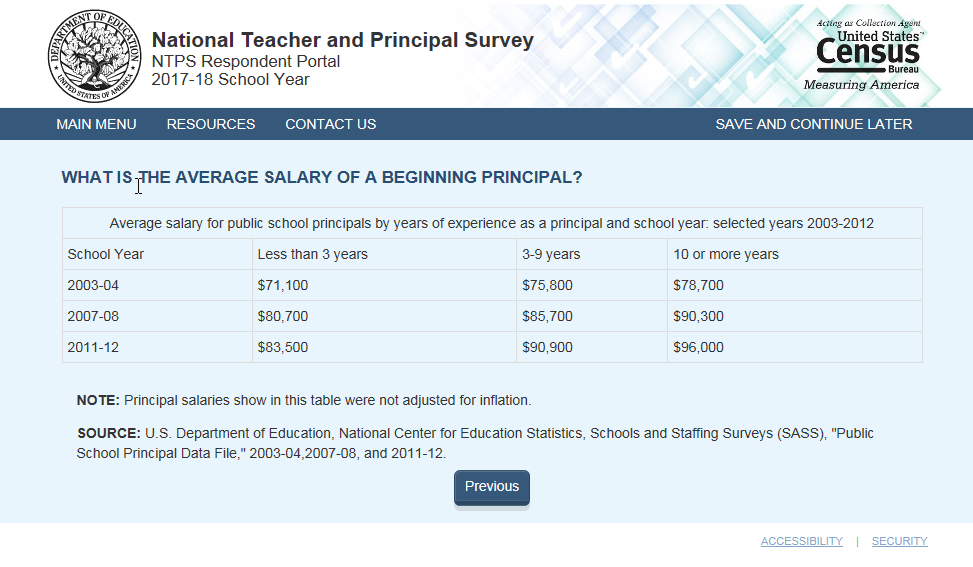 DEPARTMENT OF EDUCATION
UNITED STATES OF AMERICA
National Teacher and Principal Survey
NTPS Respondent Portal
2017-18 School Year
Acting as Collection Agent
United States™
Census
Bureau
Measuring America
MAIN MENU RESOURCES CONTACT US SAVE AND CONTINUE LATER
WHAT IS THE AVERAGE SALARY OF A BEGINNING PRINCIPAL?
Average salary for public school principals by years of experience as a principal and school year: selected years 2003-2012
School Year Less than 3 years 3-9 years 10 or more years
2003-04 $71,100 $75,800 $78,700
2007-08 $80,700 $85,700 $90,300
2011-12 $83,500 $90,900 $96,000
NOTE: Principal salaries show in this table were not adjusted for inflation.
SOURCE: U.S. Department of Education, National Center for Education Statistics, Schools and Staffing Surveys (SASS), "Public
School Principal Data File," 2003-04,2007-08, and 2011-12.
Previous
ACCESSIBILITY | SECURITY